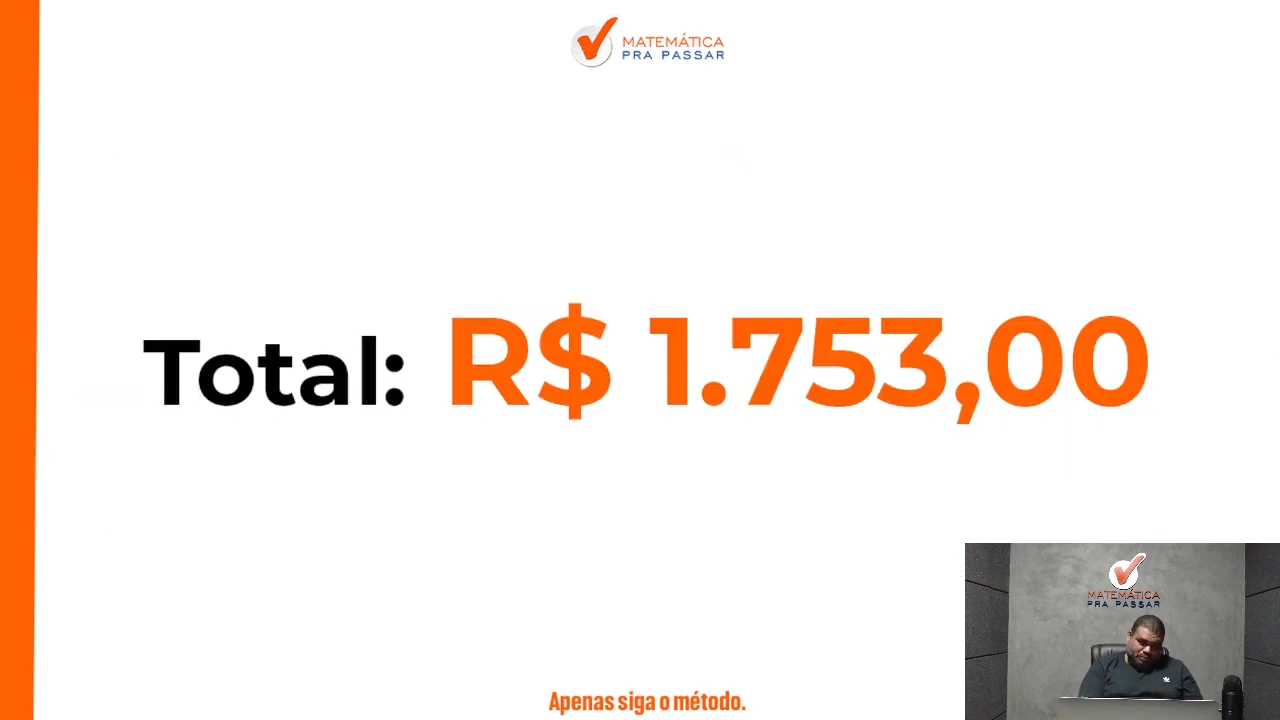 MATEMÁTICA
PRA PASSAR
Total: R$ 1.753,00
MATEMÁTICA
PRA PASSAR
Apenas siga o método.